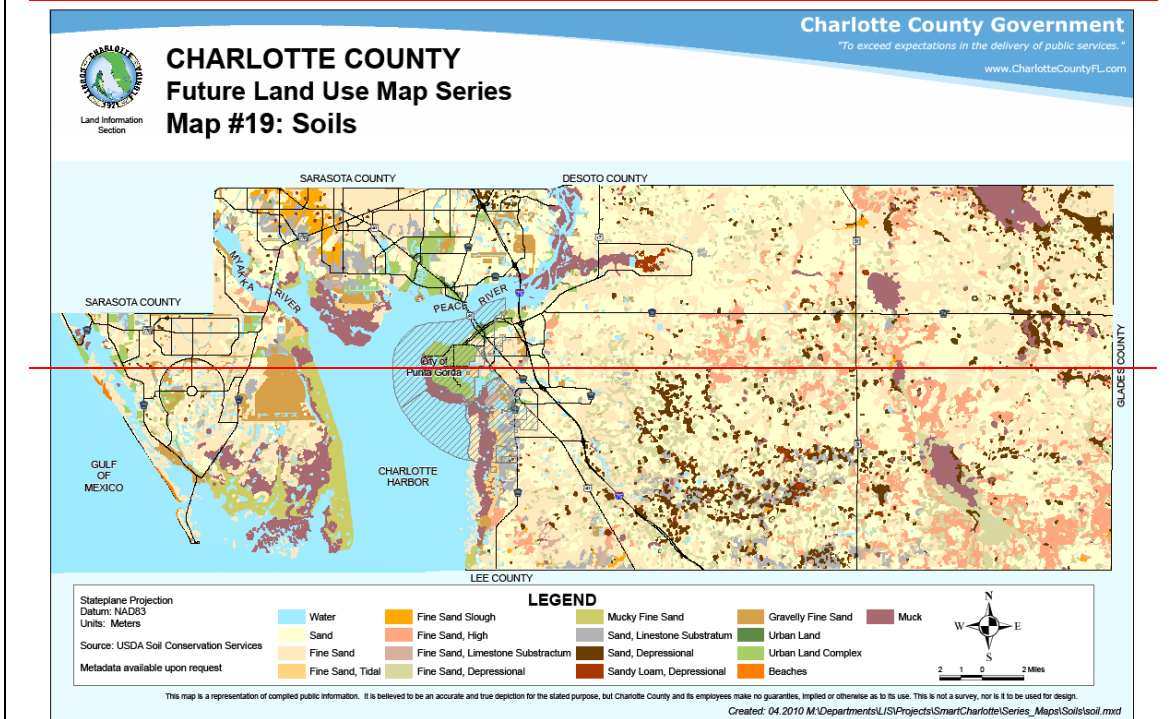 Charlotte County Government
"To exceed expectations in the delivery of public services."
www.CharlotteCountyFL.com
CHARLOTTE COUNTY
Future Land Use Map Series
Map #19: Soils
CHARLOTTE COUNTY
1921
Land Information
Section
SARASOTA COUNTY
DESOTO COUNTY
MYAKKA
RIVER
SARASOTA COUNTY
PEACE RIVER
GLADES COUNTY
City of
Punta Gorda
GULF
OF
MEXICO
CHARLOTTE
HARBOR
LEE COUNTY
Stateplane Projection
Datum: NAD83
Units: Meters
Source: USDA Soil Conservation Services
Metadata available upon request
LEGEND
Water
Sand
Fine Sand
Fine Sand, Tidal
Fine Sand Slough
Fine Sand, High
Fine Sand, Limestone Substractum
Fine Sand, Depressional
Mucky Fine Sand
Sand, Limestone Substratum
Sand, Depressional
Sandy Loam, Depressional
Gravelly Fine Sand
Urban Land
Urban Land Complex
Beaches
Muck
N
W E
S
2 1 0 2 Miles
This map is a representation of compiled public information. It is believed to be an accurate and true depiction for the stated purpose, but Charlotte County and its employees make no guaranties, implied or otherwise as to its use. This is not a survey, nor is it to be used for design.
Created: 04.2010 M:\Departments\LIS\Projects\SmartCharlotte\Series_Maps\Soils\soil.mxd